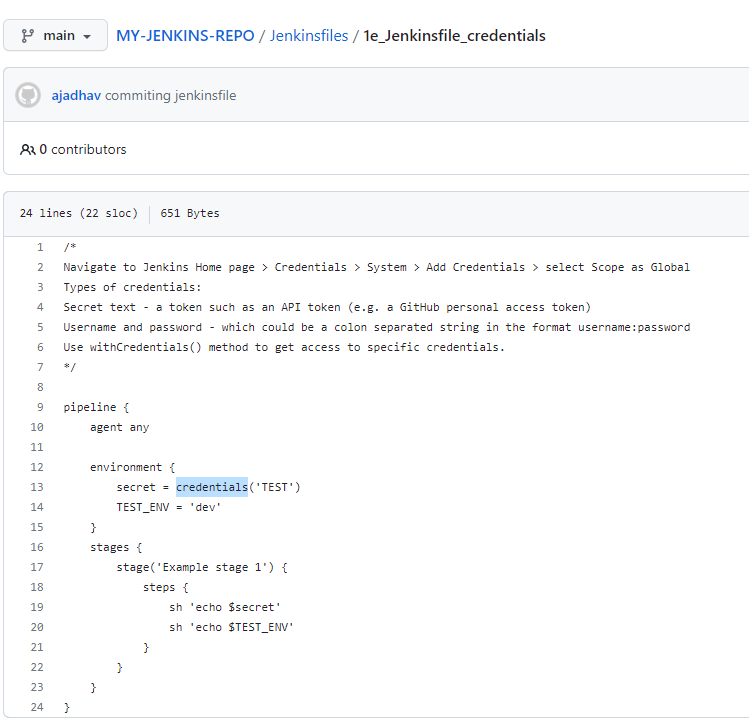 main
MY-JENKINS-REPO / Jenkinsfiles / 1e_Jenkinsfile_credentials
ajadhav commiting jenkinsfile
0 contributors
24 lines (22 sloc) 651 Bytes
1 /*
2 Navigate to Jenkins Home page > Credentials > System > Add Credentials > select Scope as Global
3 Types of credentials:
4 Secret text - a token such as an API token (e.g. a GitHub personal access token)
5 Username and password - which could be a colon separated string in the format username:password
6 Use withCredentials() method to get access to specific credentials.
7 */
8
9 pipeline {
10     agent any
11
12     environment {
13         secret = credentials('TEST')
14         TEST_ENV = 'dev'
15     }
16     stages {
17         stage('Example stage 1') {
18             steps {
19                 sh 'echo $secret'
20                 sh 'echo $TEST_ENV'
21             }
22         }
23     }
24 }